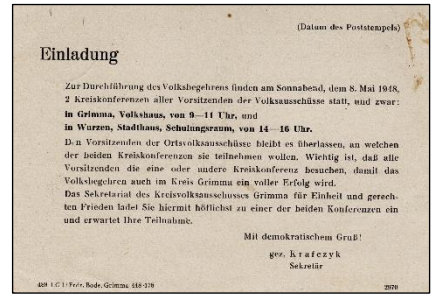 (Datum des Poststempels)
Einladung
Zur Durchführung des Volksbegehrens finden am Sonnabend, dem 8. Mai 1948,
2 Kreiskonferenzen aller Vorsitzenden der Volksausschüsse statt, und zwar:
in Grimma, Volkshaus, von 9—11 Uhr, und
in Wurzen, Stadthaus, Schulungsraum, von 14—16 Uhr.
Den Vorsitzenden der Ortsvolksausschüsse bleibt es überlassen, an welchen
der beiden Kreiskonferenzen sie teilnehmen wollen. Wichtig ist, daß alle
Vorsitzenden die eine oder andere Kreiskonferenz besuchen, damit das
Volksbegehren auch im Kreis Grimma ein voller Erfolg wird.
Das Sekretariat des Kreisvolksausschusses Grimma für Einheit und gerech-
ten Frieden ladet Sie hiermit höflichst zu einer der beiden Konferenzen ein
und erwartet Ihre Teilnahme.
Mit demokratischem Gruß!
gez. Krafczyk
Sekretär
Bode, Grimma
2970